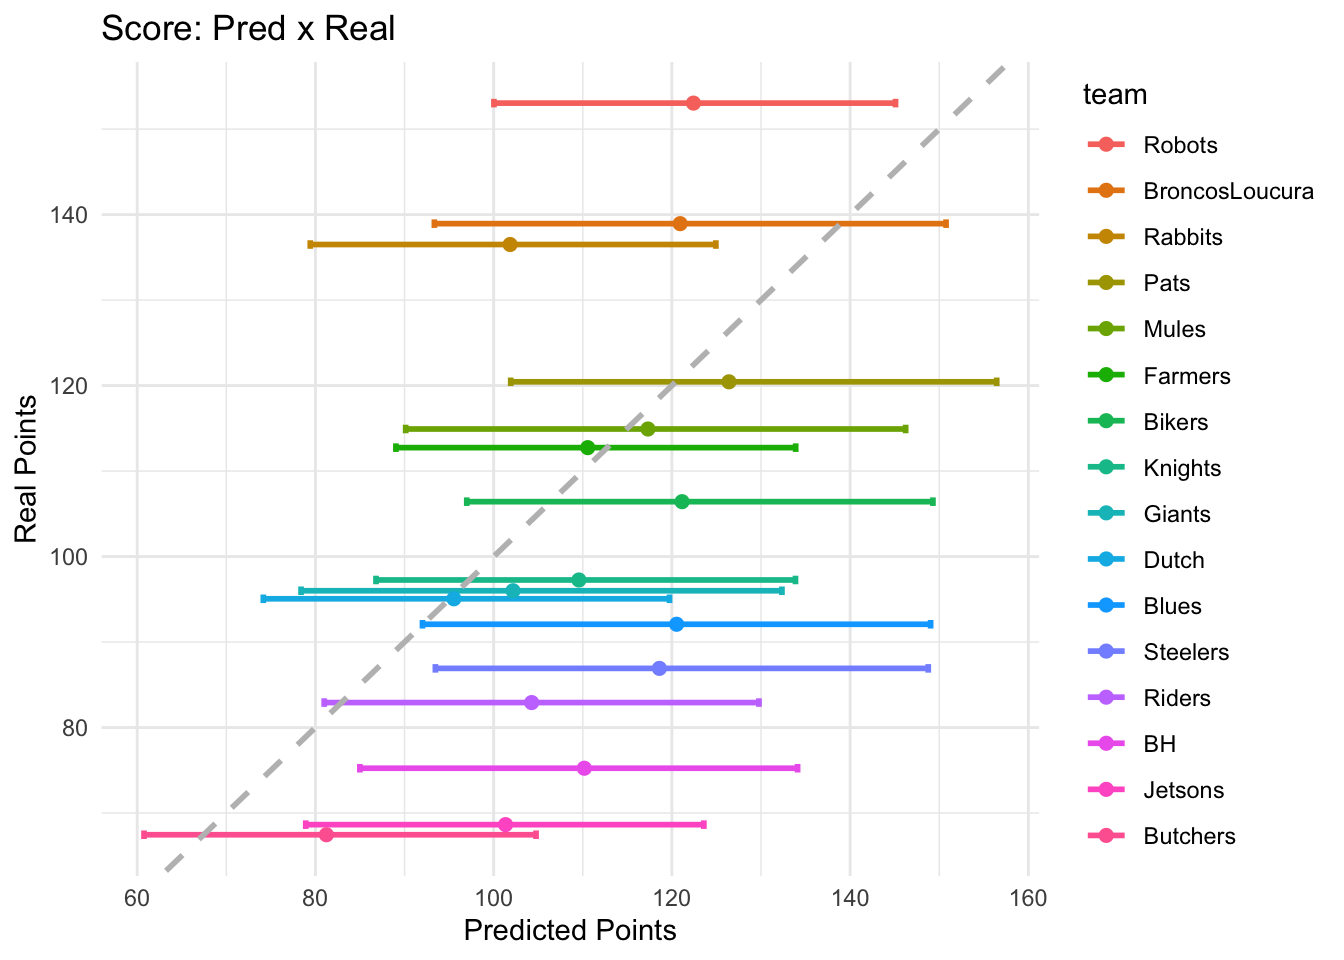 Score: Pred x Real
Real Points
140
120
100
80
60
80
100
120
140
160
Predicted Points
team
Robots
BroncosLoucura
Rabbits
Pats
Mules
Farmers
Bikers
Knights
Giants
Dutch
Blues
Steelers
Riders
BH
Jetsons
Butchers